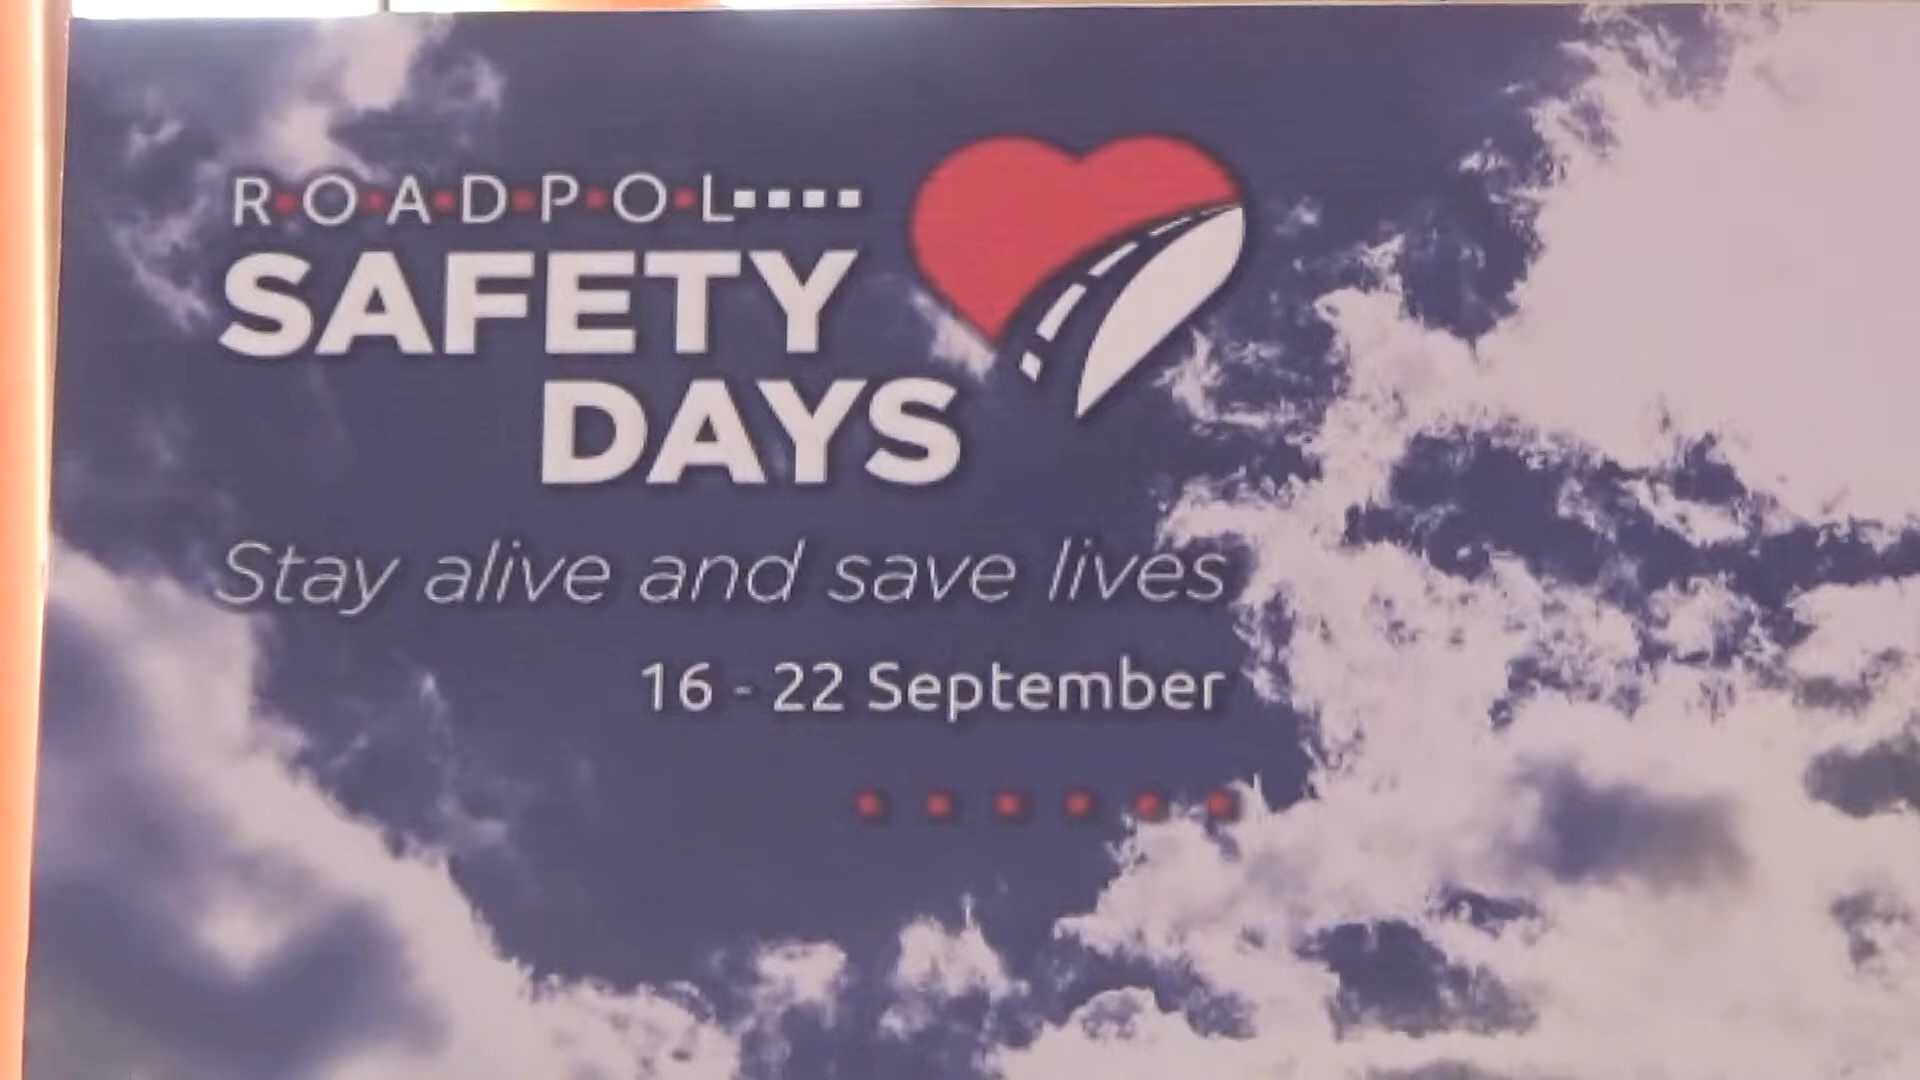 R·O·A·D·P·O·L
SAFETY
DAYS
Stay alive and save lives
16 - 22 September